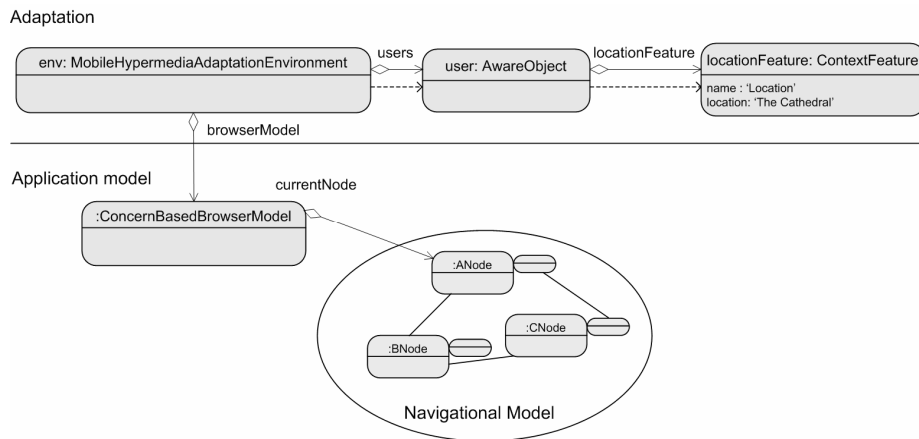 Adaptation
env: MobileHypermediaAdaptationEnvironment
users
user: AwareObject
locationFeature
locationFeature: ContextFeature
name : ‘Location’
location: ‘The Cathedral’
browserModel
Application model
currentNode
:ConcernBasedBrowserModel
:ANode
:CNode
:BNode
Navigational Model